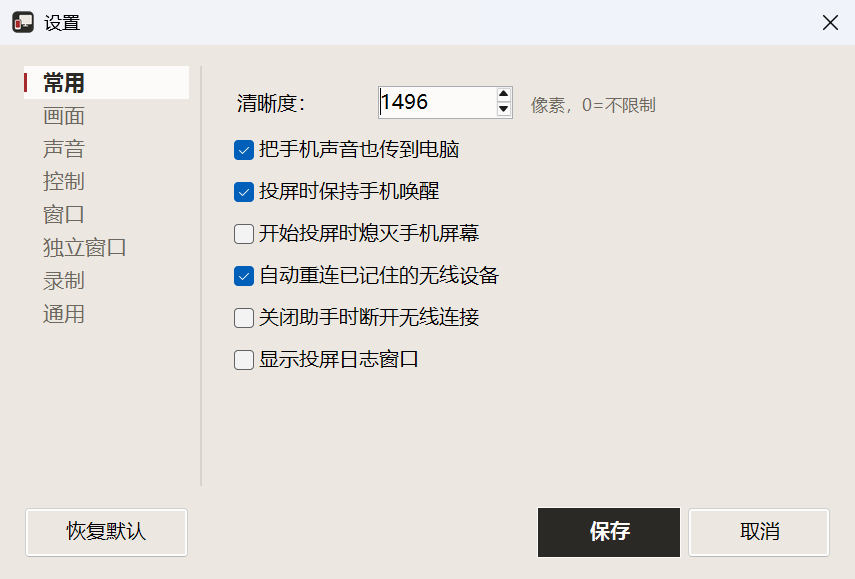 设置
常用
画面
声音
控制
窗口
独立窗口
录制
通用
清晰度： 1496 像素，0=不限制
把手机声音也传到电脑
投屏时保持手机唤醒
开始投屏时熄灭手机屏幕
自动重连已记住的无线设备
关闭助手时断开无线连接
显示投屏日志窗口
恢复默认 保存 取消